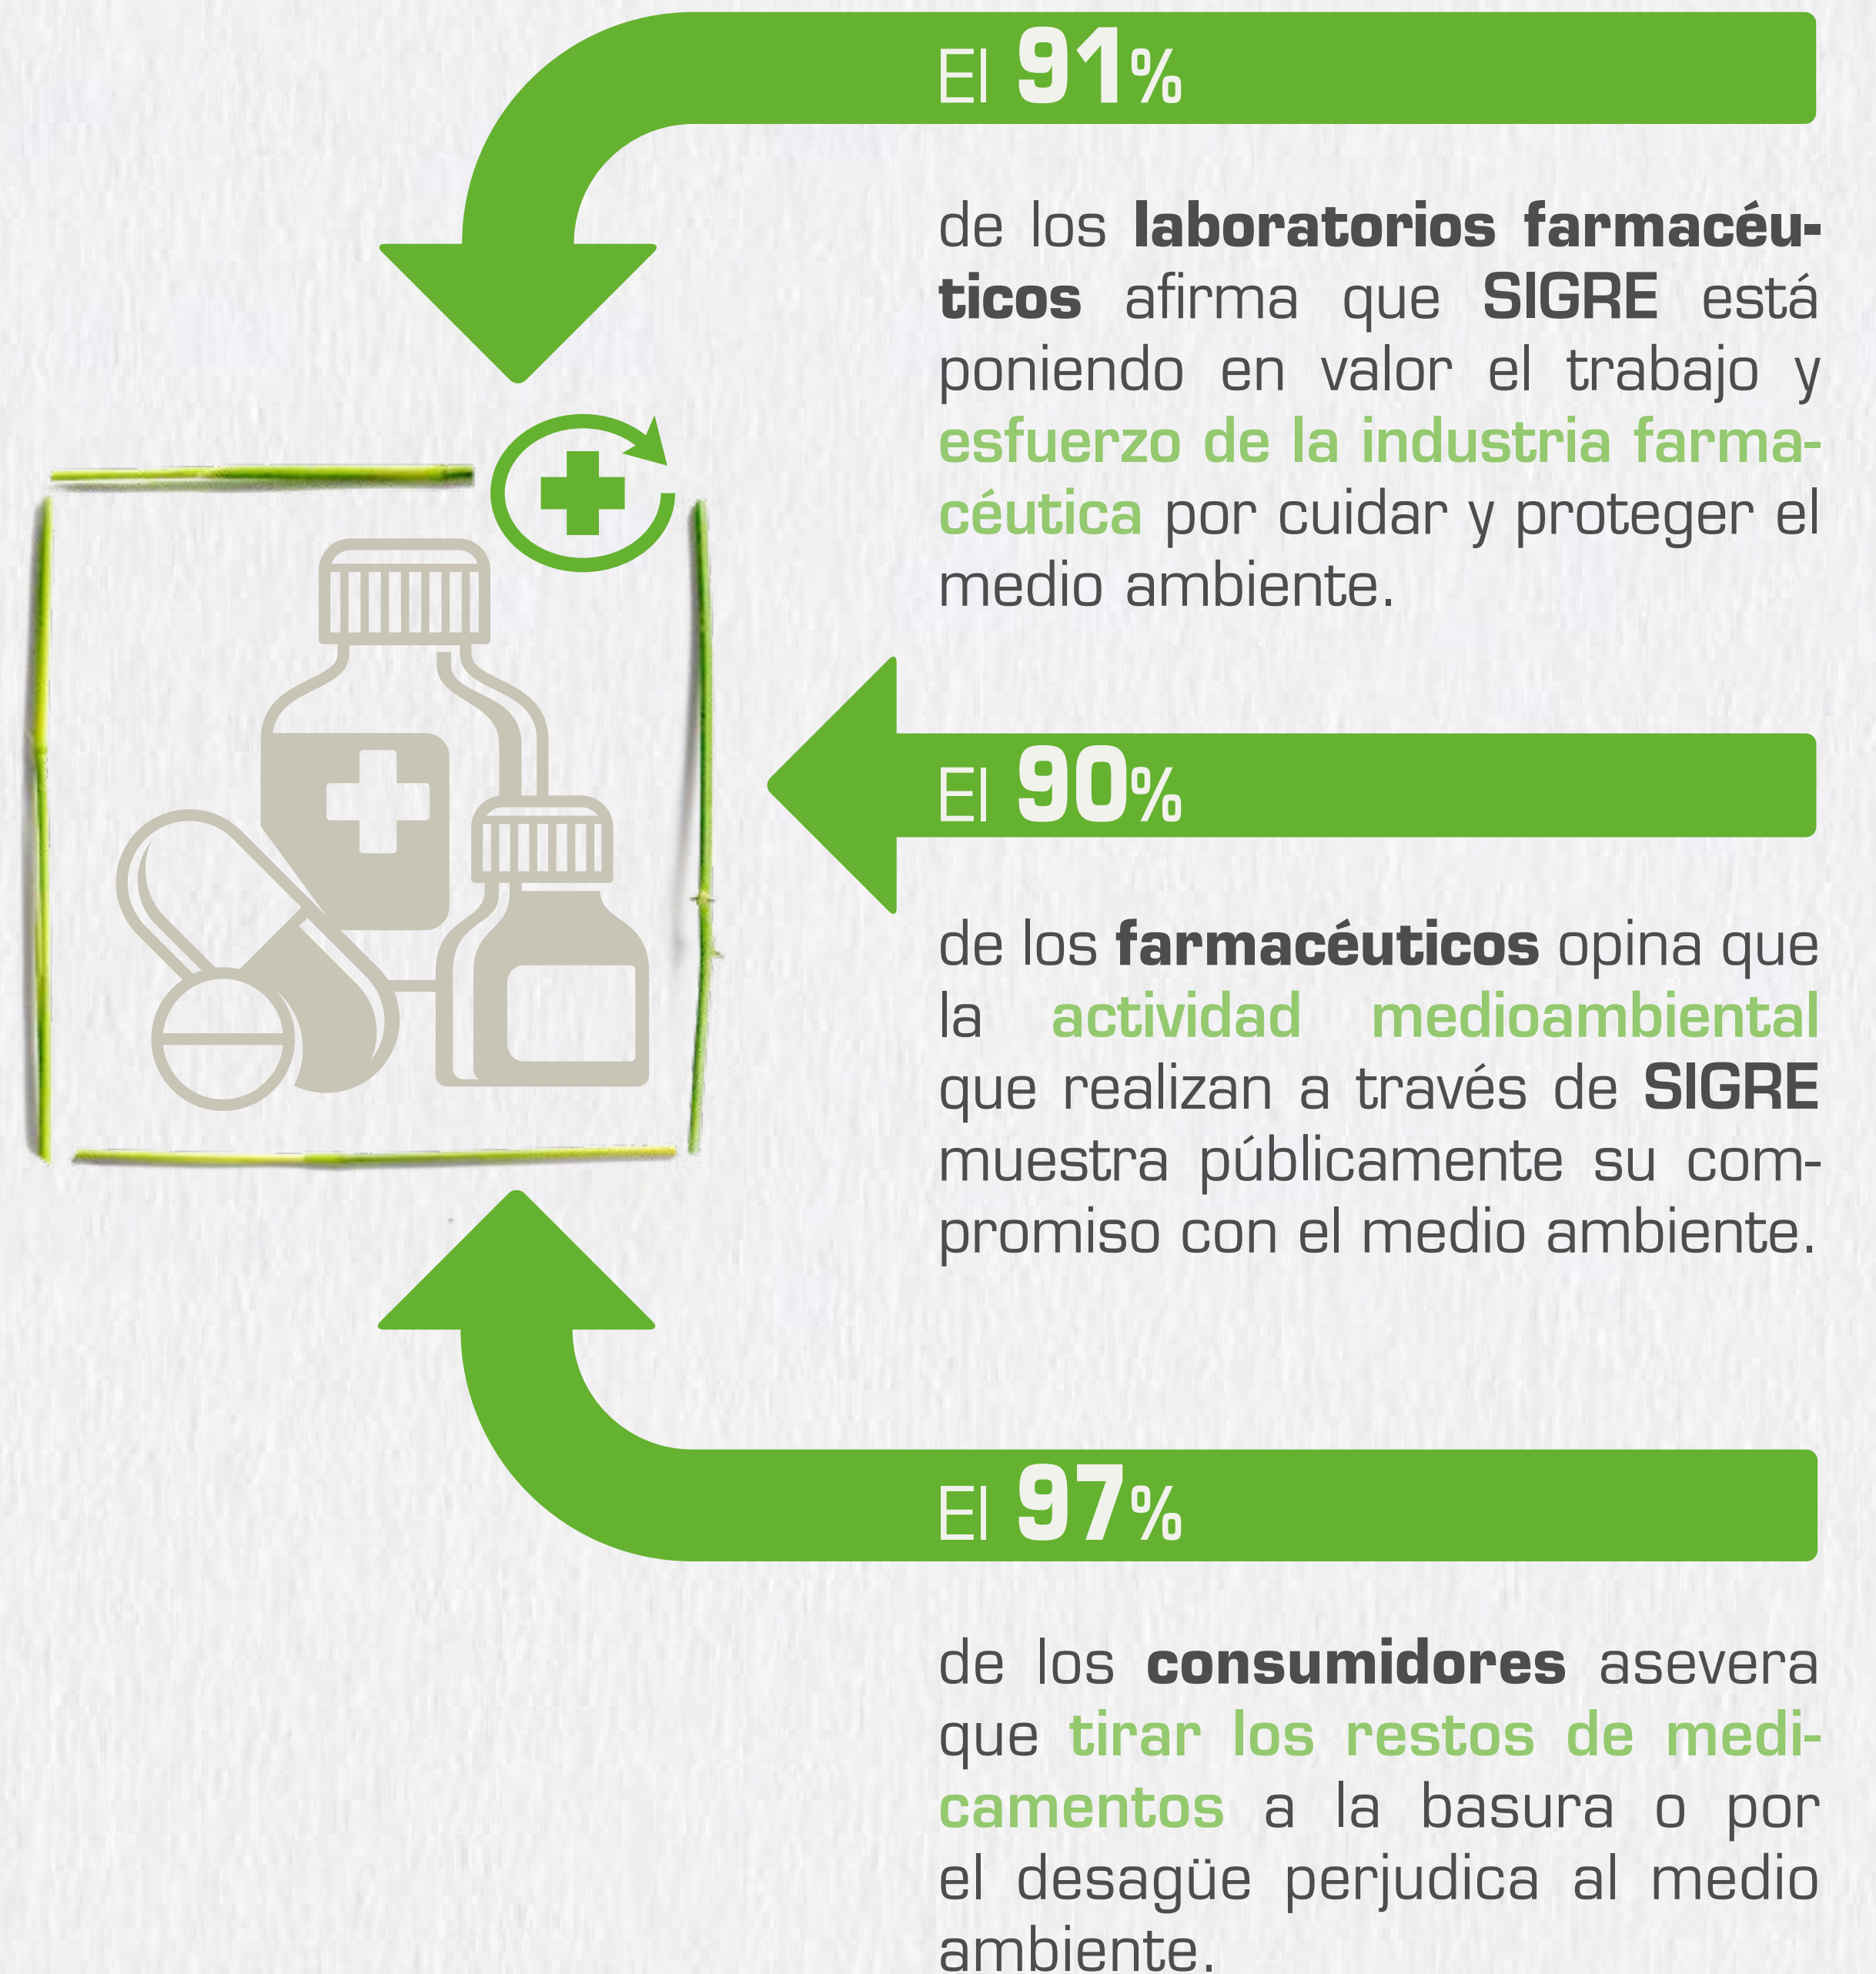 El 91%
de los laboratorios farmacéu-
ticos afirma que SIGRE está
poniendo en valor el trabajo y
esfuerzo de la industria farma-
céutica por cuidar y proteger el
medio ambiente.
El 90%
de los farmacéuticos opina que
la actividad medioambiental
que realizan a través de SIGRE
muestra públicamente su com-
promiso con el medio ambiente.
El 97%
de los consumidores asevera
que tirar los restos de medi-
camentos a la basura o por
el desagüe perjudica al medio
ambiente.